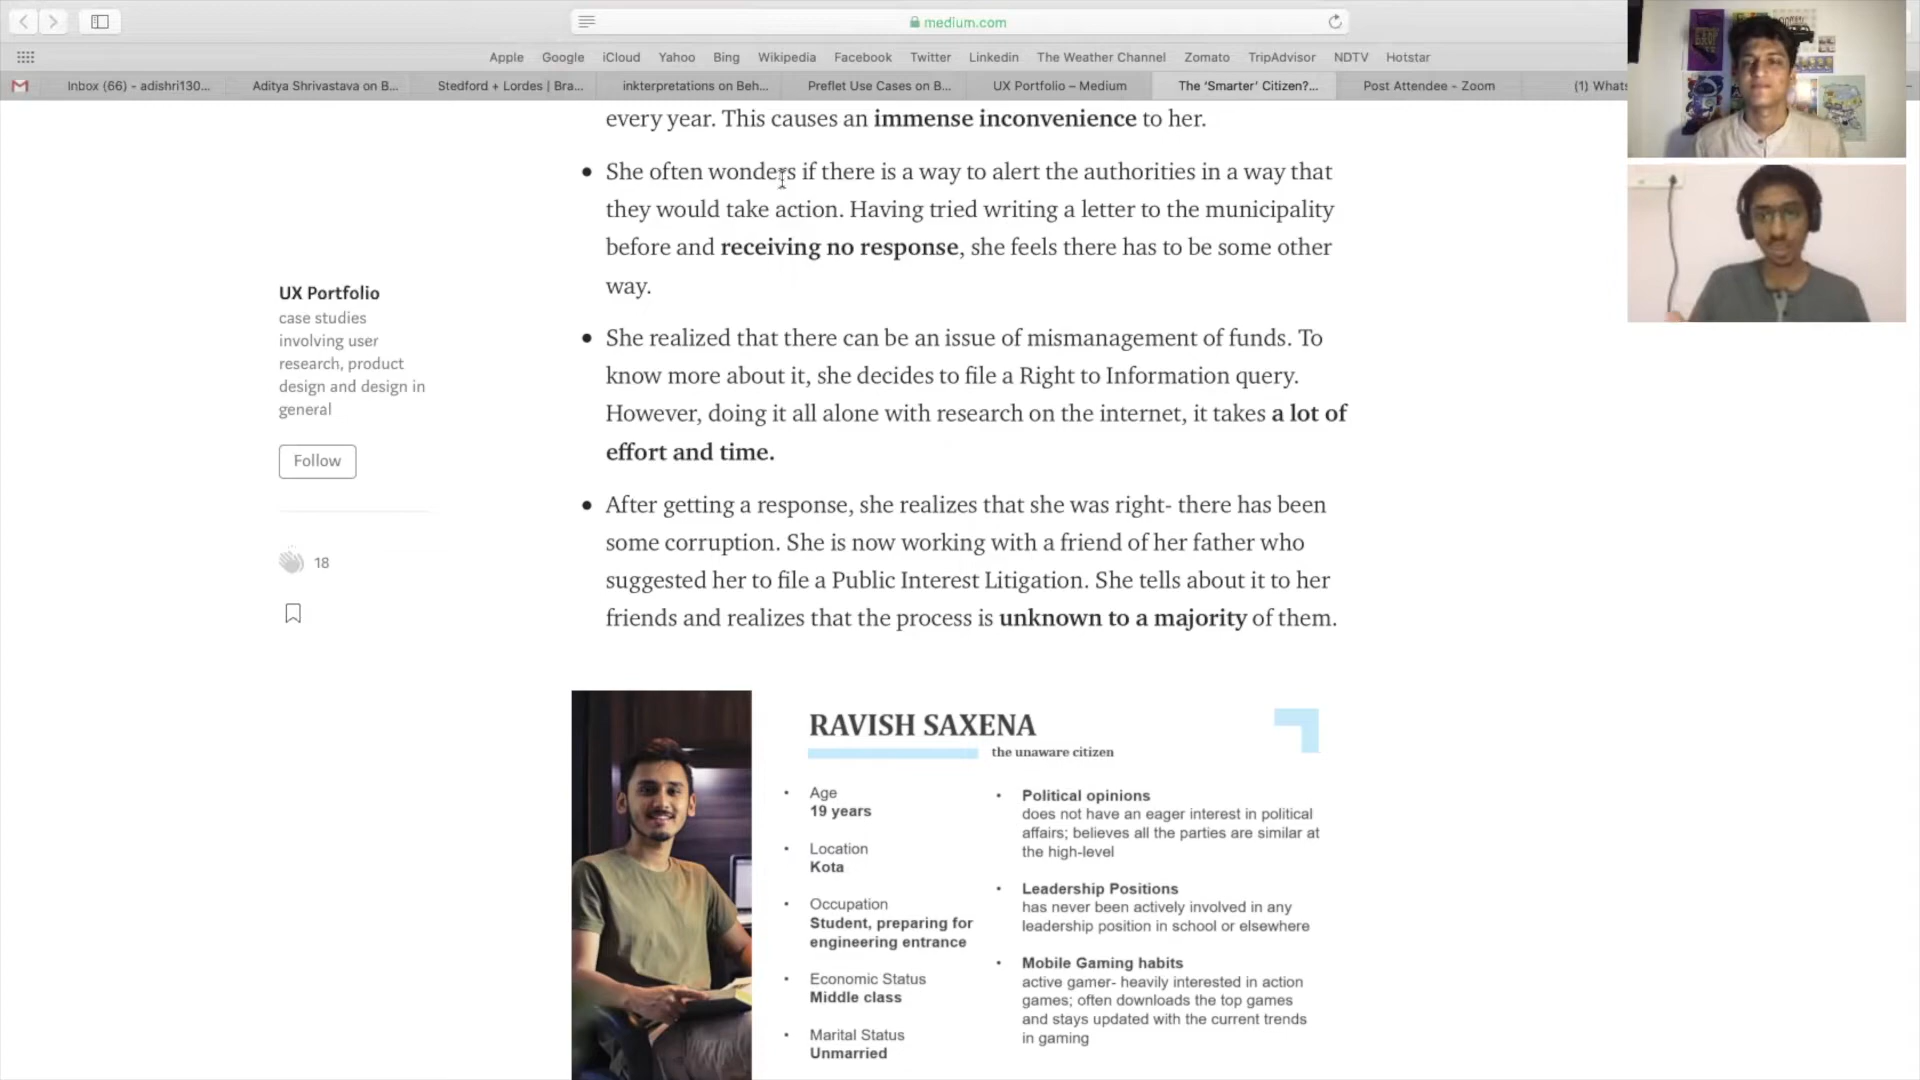 medium.com
Apple Google iCloud Yahoo Bing Wikipedia Facebook Twitter Linkedin The Weather Channel Zomato TripAdvisor NDTV Hotstar
Inbox (66) - adishri130... Aditya Shrivastava on B... Stedford + Lordes | Bra... inkterpretations on Beh... Preflet Use Cases on B... UX Portfolio – Medium The ‘Smarter’ Citizen?... Post Attendee - Zoom (1) Whats
every year. This causes an immense inconvenience to her.
• She often wonders if there is a way to alert the authorities in a way that
they would take action. Having tried writing a letter to the municipality
before and receiving no response, she feels there has to be some other
way.
• She realized that there can be an issue of mismanagement of funds. To
know more about it, she decides to file a Right to Information query.
However, doing it all alone with research on the internet, it takes a lot of
effort and time.
• After getting a response, she realizes that she was right- there has been
some corruption. She is now working with a friend of her father who
suggested her to file a Public Interest Litigation. She tells about it to her
friends and realizes that the process is unknown to a majority of them.
UX Portfolio
case studies
involving user
research, product
design and design in
general
Follow
18
RAVISH SAXENA
the unaware citizen
• Age
19 years
• Location
Kota
• Occupation
Student, preparing for
engineering entrance
• Economic Status
Middle class
• Marital Status
Unmarried
• Political opinions
does not have an eager interest in political
affairs; believes all the parties are similar at
the high-level
• Leadership Positions
has never been actively involved in any
leadership position in school or elsewhere
• Mobile Gaming habits
active gamer- heavily interested in action
games; often downloads the top games
and stays updated with the current trends
in gaming